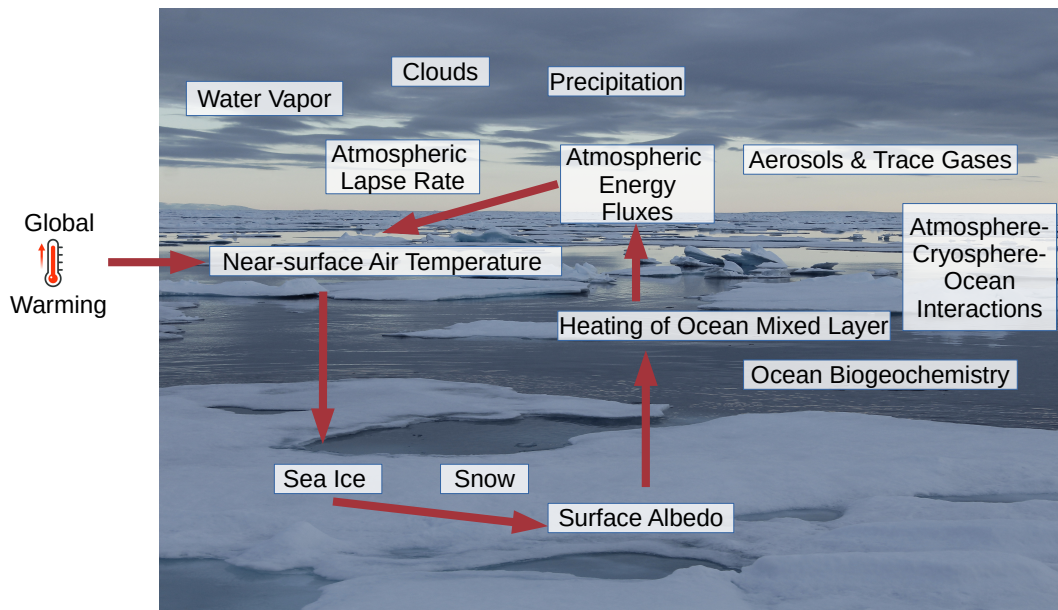 Clouds
Precipitation
Water Vapor
Atmospheric
Lapse Rate
Atmospheric
Energy
Fluxes
Aerosols & Trace Gases
Global
Warming
Near-surface Air Temperature
Atmosphere-
Cryosphere-
Ocean
Interactions
Heating of Ocean Mixed Layer
Ocean Biogeochemistry
Sea Ice
Snow
Surface Albedo